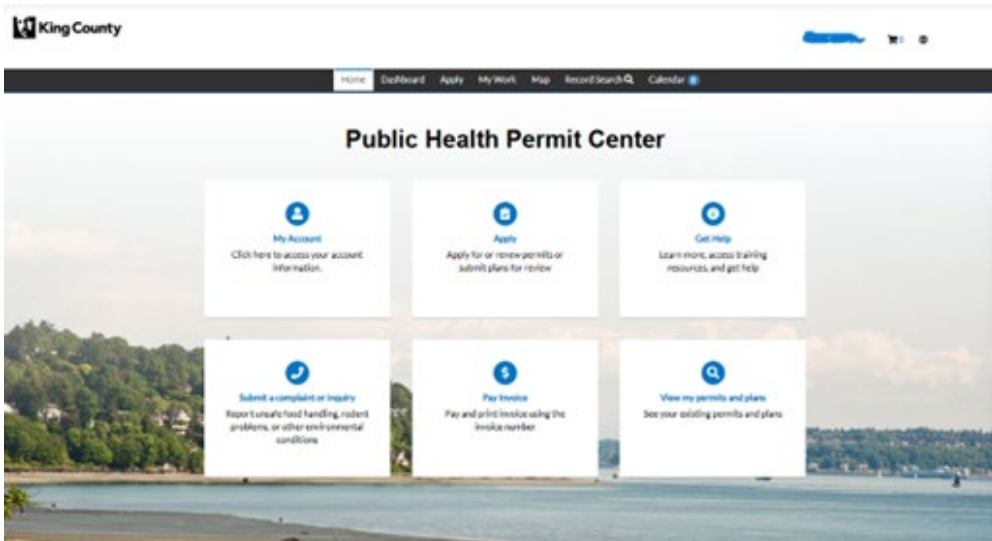 King County
0
Home Dashboard Apply My Work Map Record Search Calendar 0
Public Health Permit Center
My Account
Click here to access your account
information.
Apply
Apply for or renew permits or
submit plans for review
Get Help
Learn more, access training
resources, and get help
Submit a complaint or inquiry
Report unsafe food handling, rodent
problems, or other environmental
conditions
Pay Invoice
Pay and print invoice using the
invoice number
View my permits and plans
See your existing permits and plans